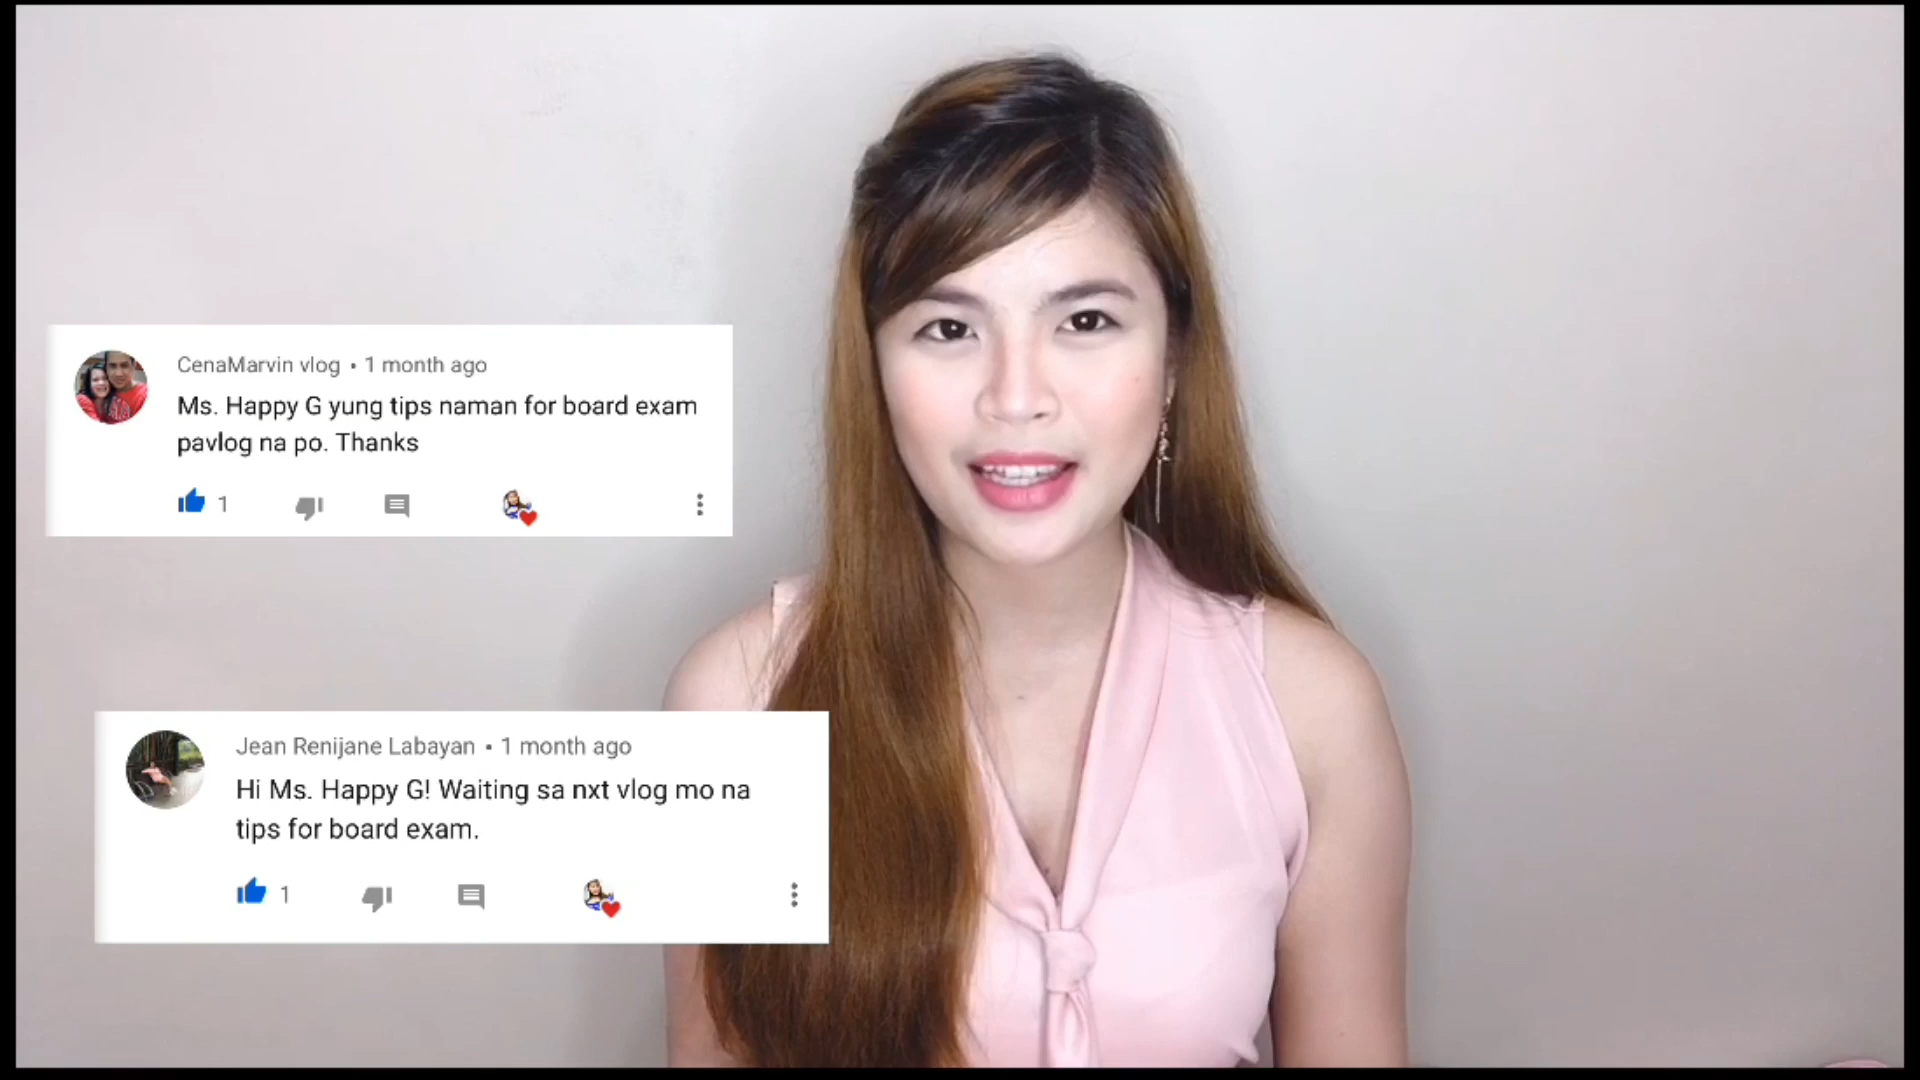 CenaMarvin vlog • 1 month ago
Ms. Happy G yung tips naman for board exam
pavlog na po. Thanks
1
Jean Renijane Labayan • 1 month ago
Hi Ms. Happy G! Waiting sa nxt vlog mo na
tips for board exam.
1